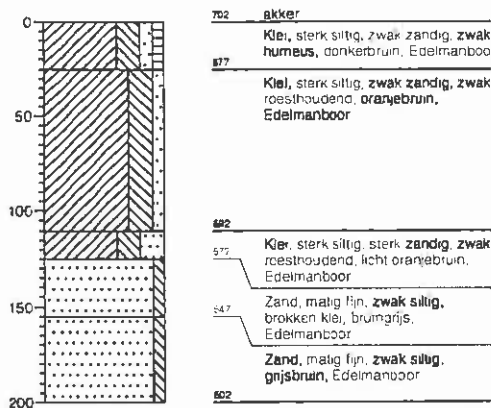 0
50
100
150
200
702 akker
Klei, sterk siltig, zwak zandig, zwak
humeus, donkerbruin, Edelmanboo
677
Klei, sterk siltig, zwak zandig, zwak
roesthoudend, oranjebruin,
Edelmanboor
592
577
Klei, sterk siltig, sterk zandig, zwak
roesthoudend, licht oranjebruin,
Edelmanboor
547
Zand, matig fijn, zwak siltig,
brokken klei, bruingrijs,
Edelmanboor
Zand, matig fijn, zwak siltig,
grijsbruin, Edelmanboor
502